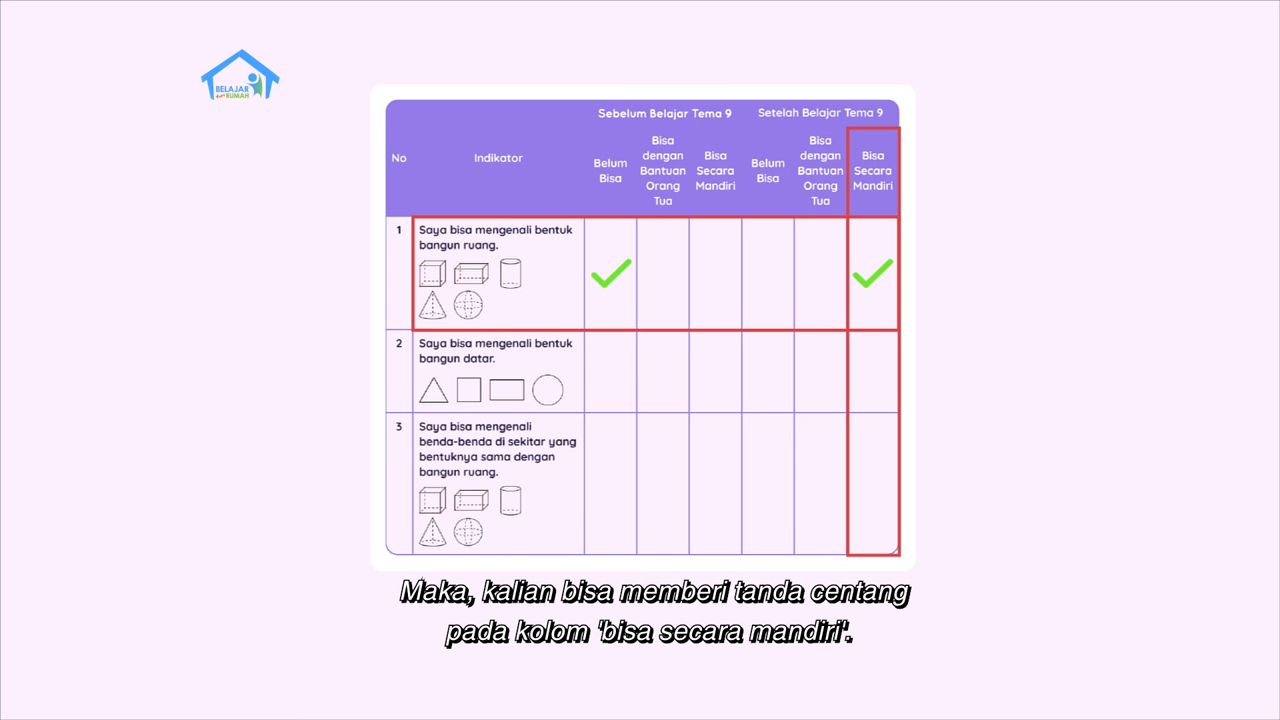 BELAJAR
dari RUMAH
Sebelum Belajar Tema 9
Setelah Belajar Tema 9
No
Indikator
Belum
Bisa
Bisa
dengan
Bantuan
Orang
Tua
Bisa
Secara
Mandiri
Belum
Bisa
Bisa
dengan
Bantuan
Orang
Tua
Bisa
Secara
Mandiri
1
Saya bisa mengenali bentuk
bangun ruang.
2
Saya bisa mengenali bentuk
bangun datar.
3
Saya bisa mengenali
benda-benda di sekitar yang
bentuknya sama dengan
bangun ruang.
Maka, kalian bisa memberi tanda centang
pada kolom 'bisa secara mandiri'.